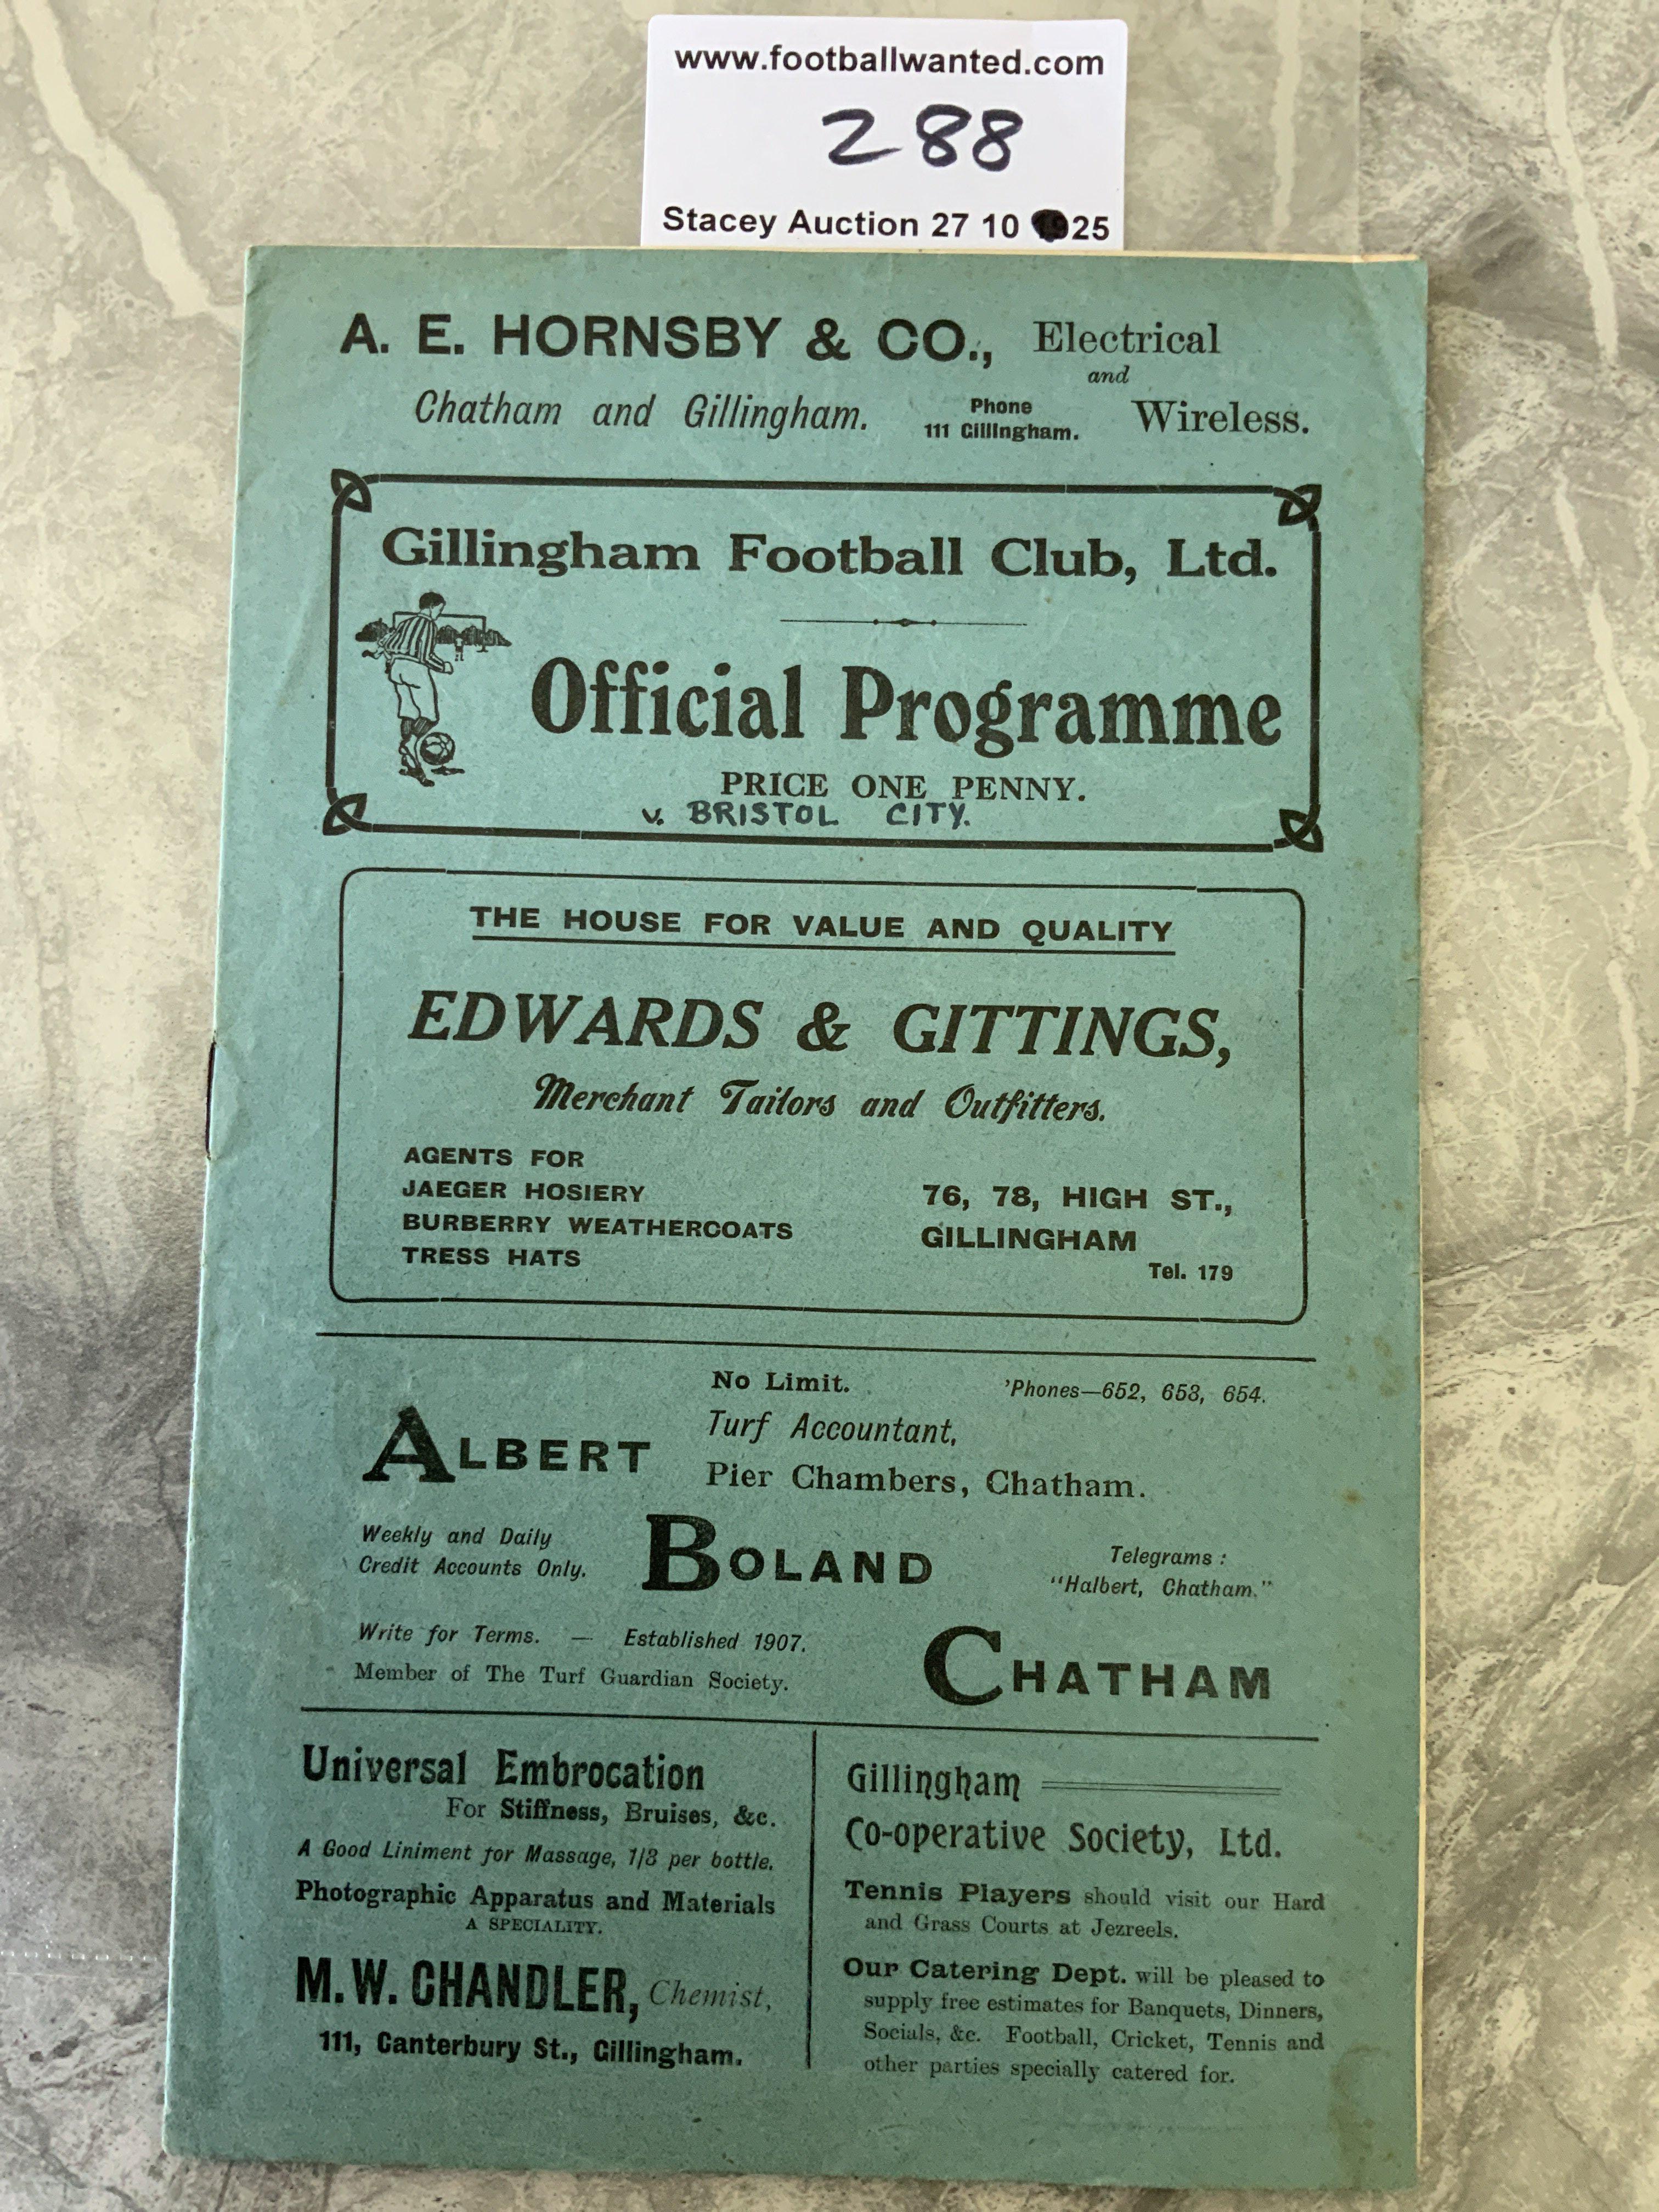 www.footballwanted.com
288
Stacey Auction 27 10 25
A. E. HORNSBY & CO., Electrical
and
Chatham and Gillingham. Phone Wireless.
111 Gillingham.
Gillingham Football Club, Ltd.
Official Programme
PRICE ONE PENNY.
v. BRISTOL CITY.
THE HOUSE FOR VALUE AND QUALITY
EDWARDS & GITTINGS,
Merchant Tailors and Outfitters.
AGENTS FOR
JAEGER HOSIERY
BURBERRY WEATHERCOATS
TRESS HATS
76, 78, HIGH ST.,
GILLINGHAM
Tel. 179
No Limit. 'Phones—652, 653, 654.
ALBERT Turf Accountant,
Pier Chambers, Chatham.
Weekly and Daily
Credit Accounts Only.
BOLAND
Telegrams :
"Halbert, Chatham."
Write for Terms. — Established 1907.
Member of The Turf Guardian Society.
CHATHAM
Universal Embrocation
For Stiffness, Bruises, &c.
A Good Liniment for Massage, 1/3 per bottle.
Photographic Apparatus and Materials
A SPECIALITY.
M. W. CHANDLER, Chemist,
111, Canterbury St., Gillingham.
Gillingham
Co-operative Society, Ltd.
Tennis Players should visit our Hard
and Grass Courts at Jezreels.
Our Catering Dept. will be pleased to
supply free estimates for Banquets, Dinners,
Socials, &c. Football, Cricket, Tennis and
other parties specially catered for.